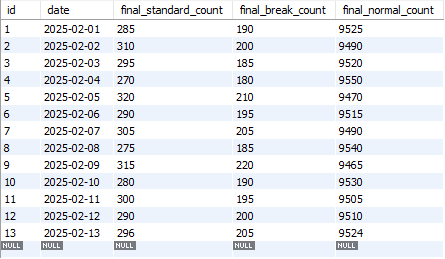 id date final_standard_count final_break_count final_normal_count
1 2025-02-01 285 190 9525
2 2025-02-02 310 200 9490
3 2025-02-03 295 185 9520
4 2025-02-04 270 180 9550
5 2025-02-05 320 210 9470
6 2025-02-06 290 195 9515
7 2025-02-07 305 205 9490
8 2025-02-08 275 185 9540
9 2025-02-09 315 220 9465
10 2025-02-10 280 190 9530
11 2025-02-11 300 195 9505
12 2025-02-12 290 200 9510
13 2025-02-13 296 205 9524
NULL NULL NULL NULL NULL